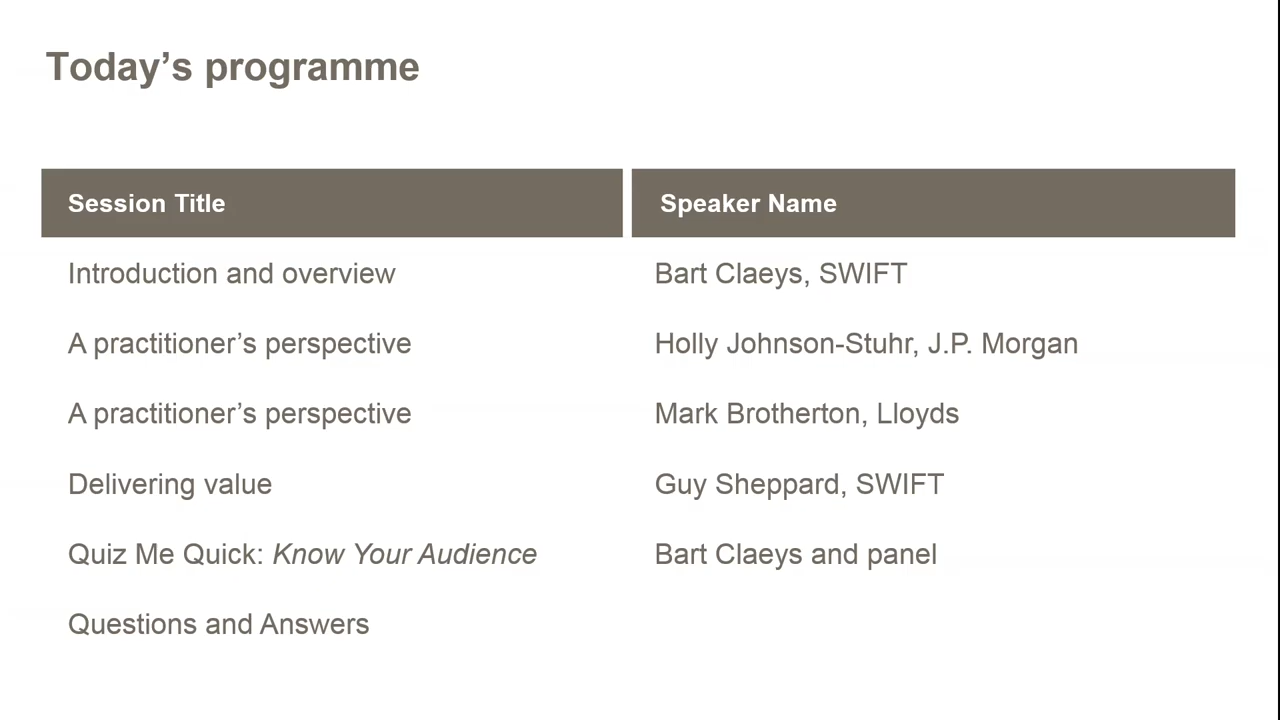 Today’s programme
Session Title Speaker Name
Introduction and overview Bart Claeys, SWIFT
A practitioner’s perspective Holly Johnson-Stuhr, J.P. Morgan
A practitioner’s perspective Mark Brotherton, Lloyds
Delivering value Guy Sheppard, SWIFT
Quiz Me Quick: Know Your Audience Bart Claeys and panel
Questions and Answers